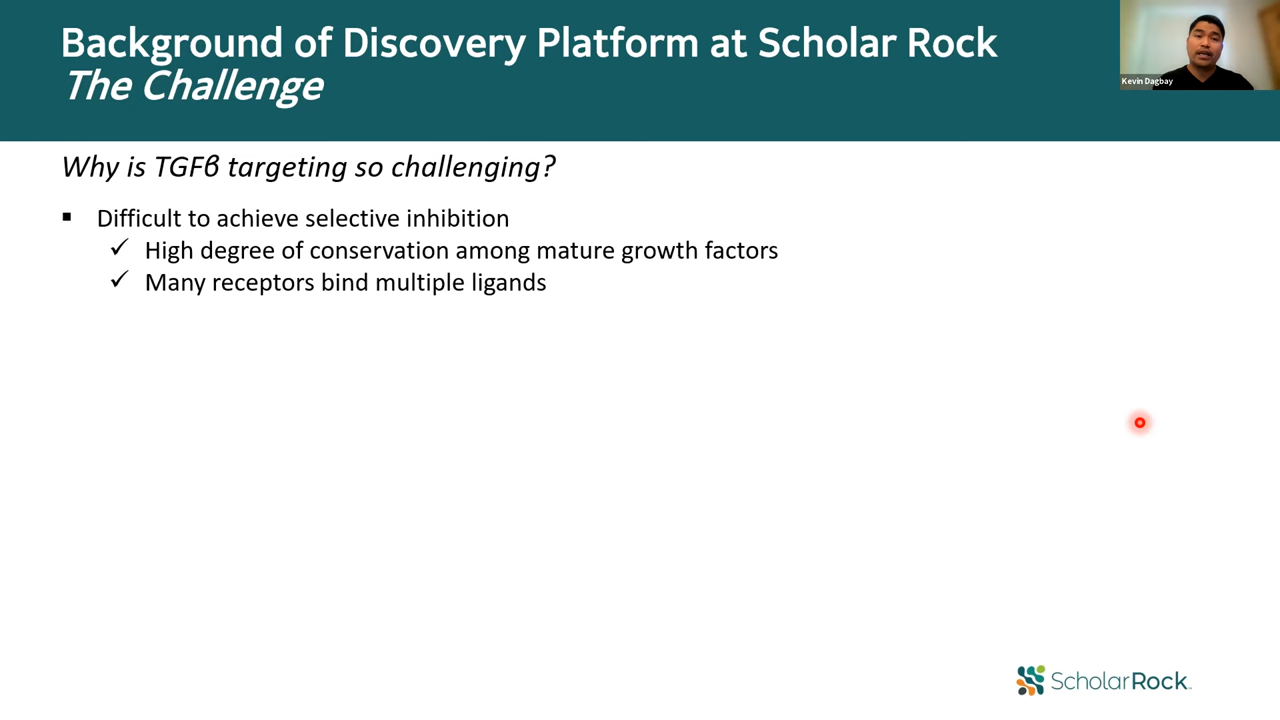 Background of Discovery Platform at Scholar Rock
The Challenge
Kevin Dagbay
Why is TGFβ targeting so challenging?
▪ Difficult to achieve selective inhibition
✓ High degree of conservation among mature growth factors
✓ Many receptors bind multiple ligands
ScholarRock